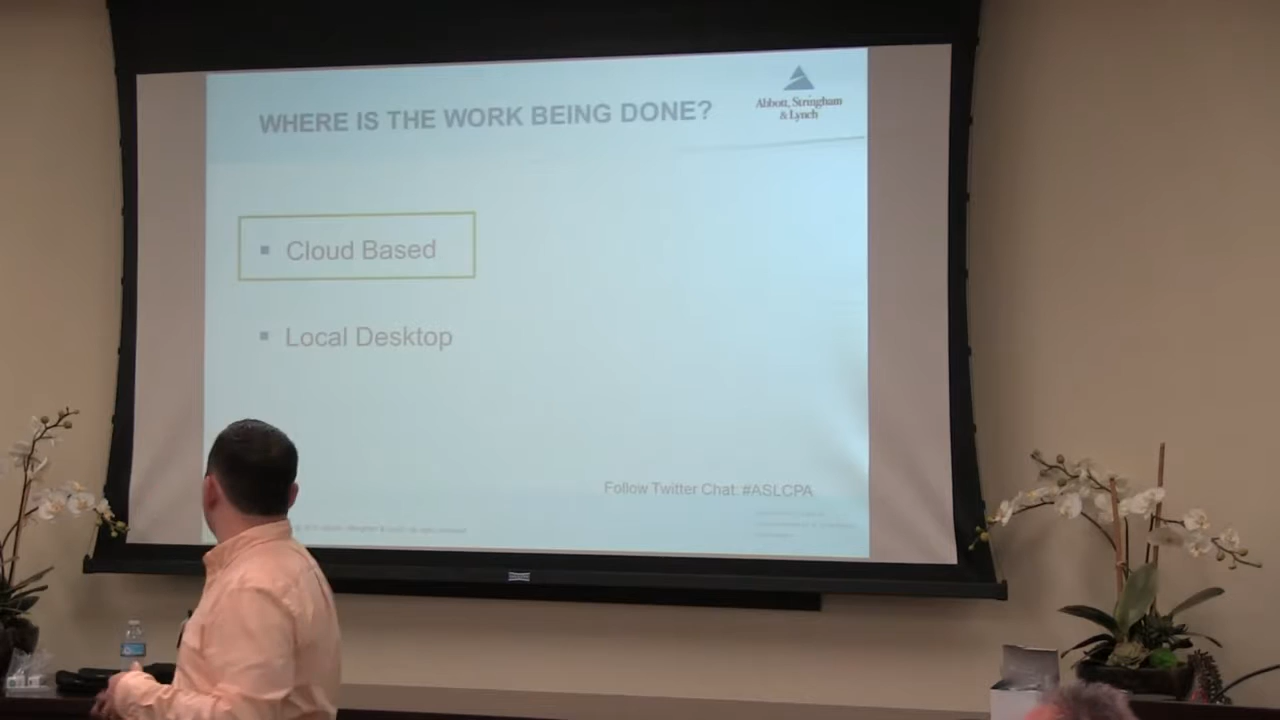 Abbott, Stringham
& Lynch
WHERE IS THE WORK BEING DONE?
▪ Cloud Based
▪ Local Desktop
Follow Twitter Chat: #ASLCPA